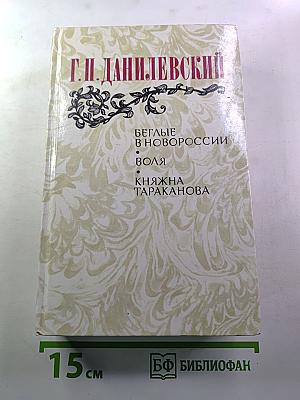 Г.П. ДАНИЛЕВСКИЙ
БЕГЛЫЕ
В НОВОРОССИИ
•
ВОЛЯ
•
КНЯЖНА
ТАРАКАНОВА
15 см
БФ БИБЛИОФАН